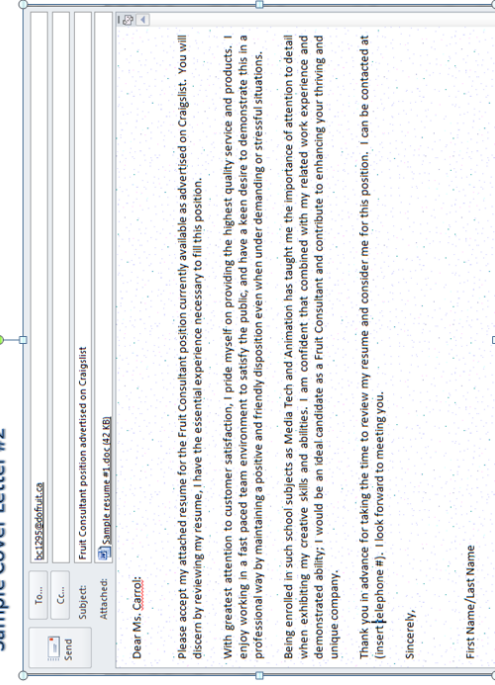 Sample Cover Letter #2
Send
To...
bc1295@dofruit.ca
Cc...
Subject:
Fruit Consultant position advertised on Craigslist
Attached:
Sample resume #1.doc (42 KB)
Dear Ms. Carrol:
Please accept my attached resume for the Fruit Consultant position currently available as advertised on Craigslist. You will
discern by reviewing my resume, I have the essential experience necessary to fill this position.
With greatest attention to customer satisfaction, I pride myself on providing the highest quality service and products. I
enjoy working in a fast paced team environment to satisfy the public, and have a keen desire to demonstrate this in a
professional way by maintaining a positive and friendly disposition even when under demanding or stressful situations.
Being enrolled in such school subjects as Media Tech and Animation has taught me the importance of attention to detail
when exhibiting my creative skills and abilities. I am confident that combined with my related work experience and
demonstrated ability; I would be an ideal candidate as a Fruit Consultant and contribute to enhancing your thriving and
unique company.
Thank you in advance for taking the time to review my resume and consider me for this position. I can be contacted at
(insert telephone #). I look forward to meeting you.
Sincerely,
First Name/Last Name